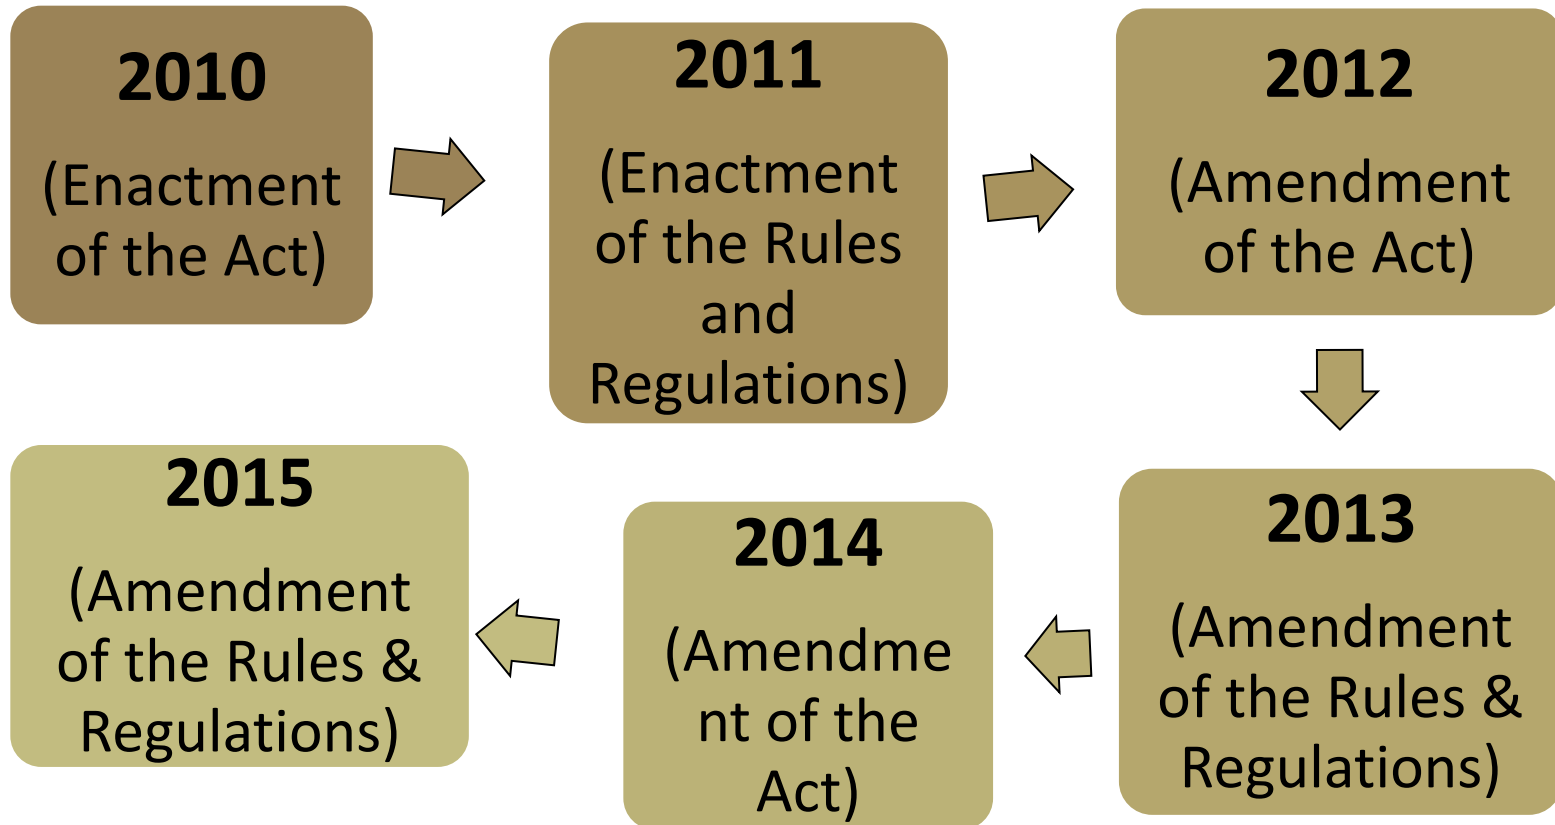 2010
(Enactment
of the Act)
2011
(Enactment
of the Rules
and
Regulations)
2012
(Amendment
of the Act)
2013
(Amendment
of the Rules &
Regulations)
2014
(Amendme
nt of the
Act)
2015
(Amendment
of the Rules &
Regulations)